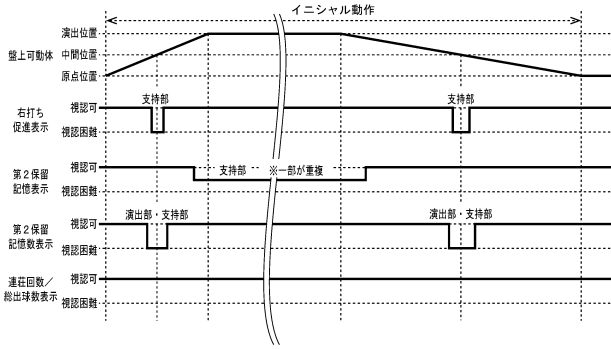 イニシャル動作
盤上可動体
演出位置
中間位置
原点位置
右打ち
促進表示
視認可
視認困難
支持部
支持部
第2保留
記憶表示
視認可
視認困難
支持部
※一部が重複
第2保留
記憶数表示
視認可
視認困難
演出部・支持部
演出部・支持部
連荘回数／
総出球数表示
視認可
視認困難